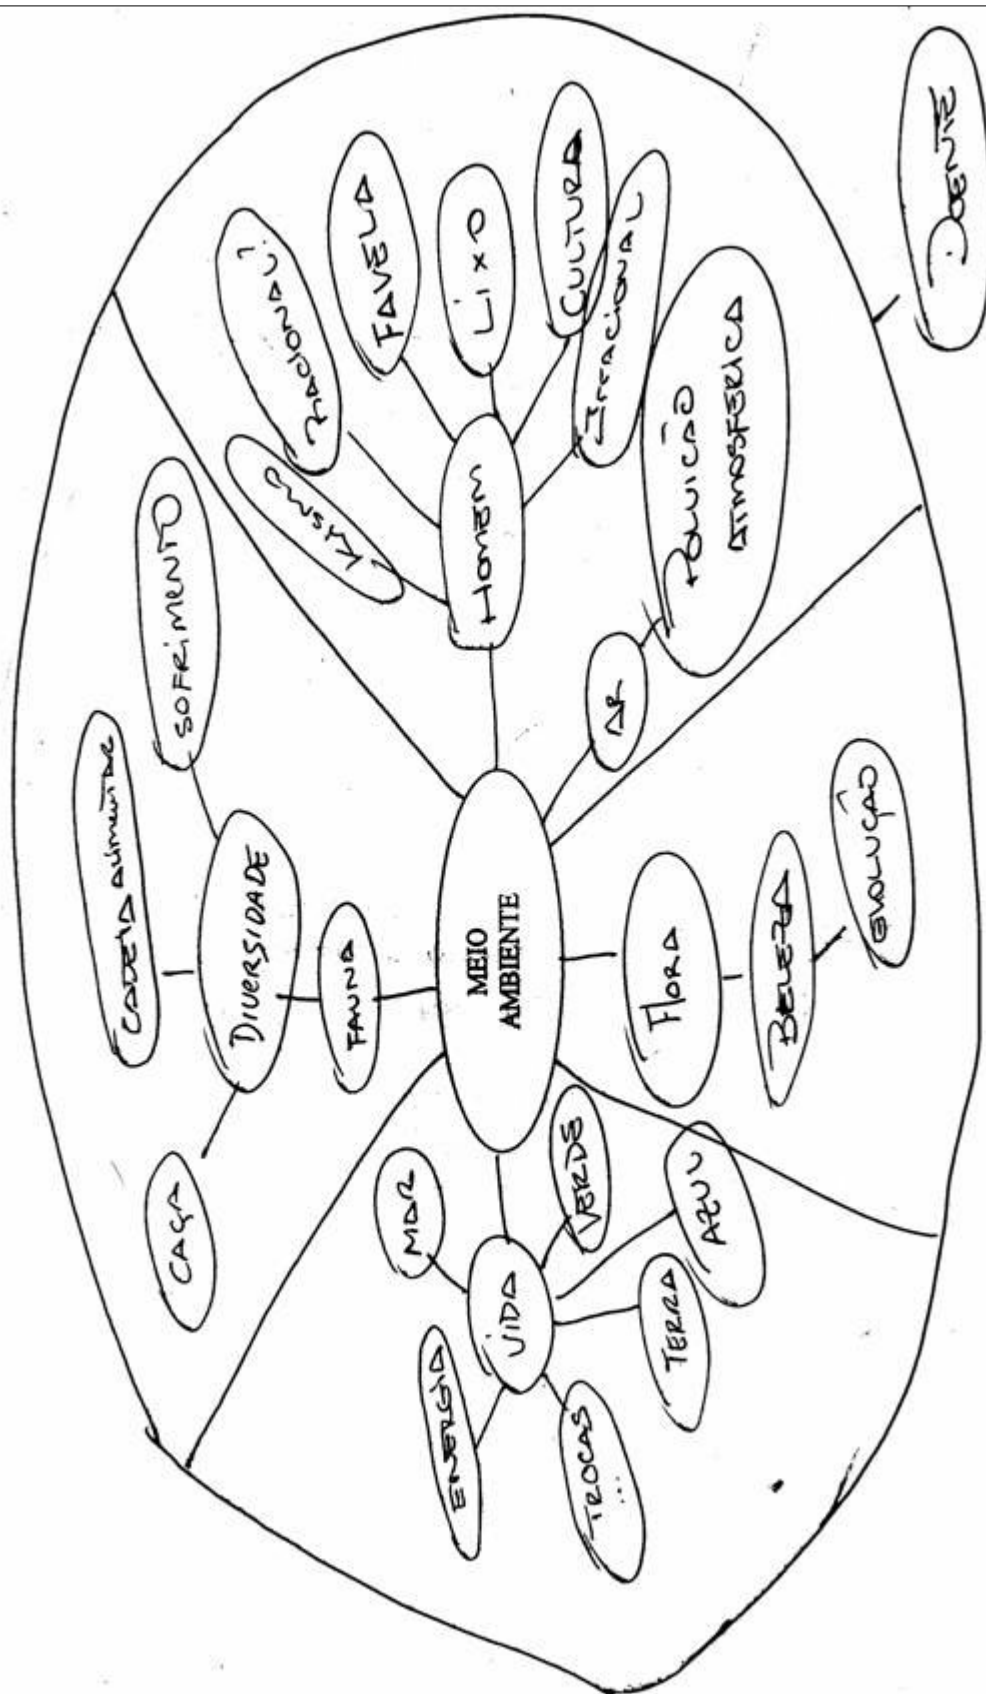 CADEIA ALIMENTAR
CAÇA
SOFRIMENTO
DIVERSIDADE
FAUNA
RACIONAL?
FAVELA
LIXO
CULTURA
IRRACIONAL
HOMEM
MEIO
AMBIENTE
MAR
ENERGIA
VIDA
VERDE
TROCAS
...
TERRA
AZUL
AR
POLUIÇÃO
ATMOSFÉRICA
FLORA
BELEZA
EVOLUÇÃO
DOENTE